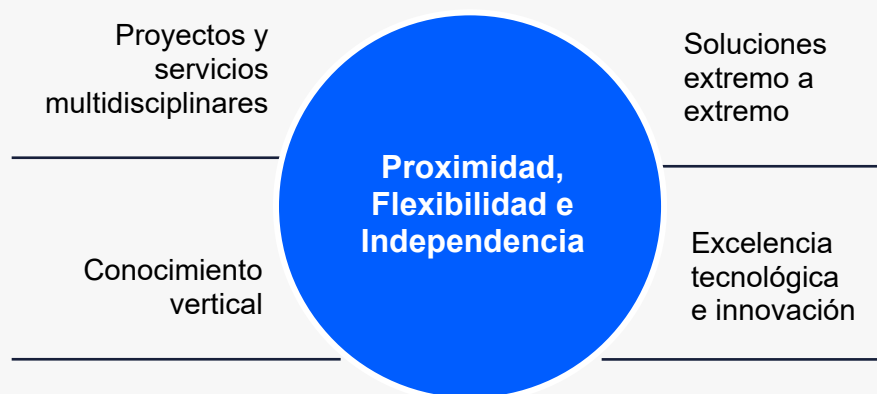 Proyectos y
servicios
multidisciplinares
Soluciones
extremo a
extremo
Proximidad,
Flexibilidad e
Independencia
Conocimiento
vertical
Excelencia
tecnológica
e innovación